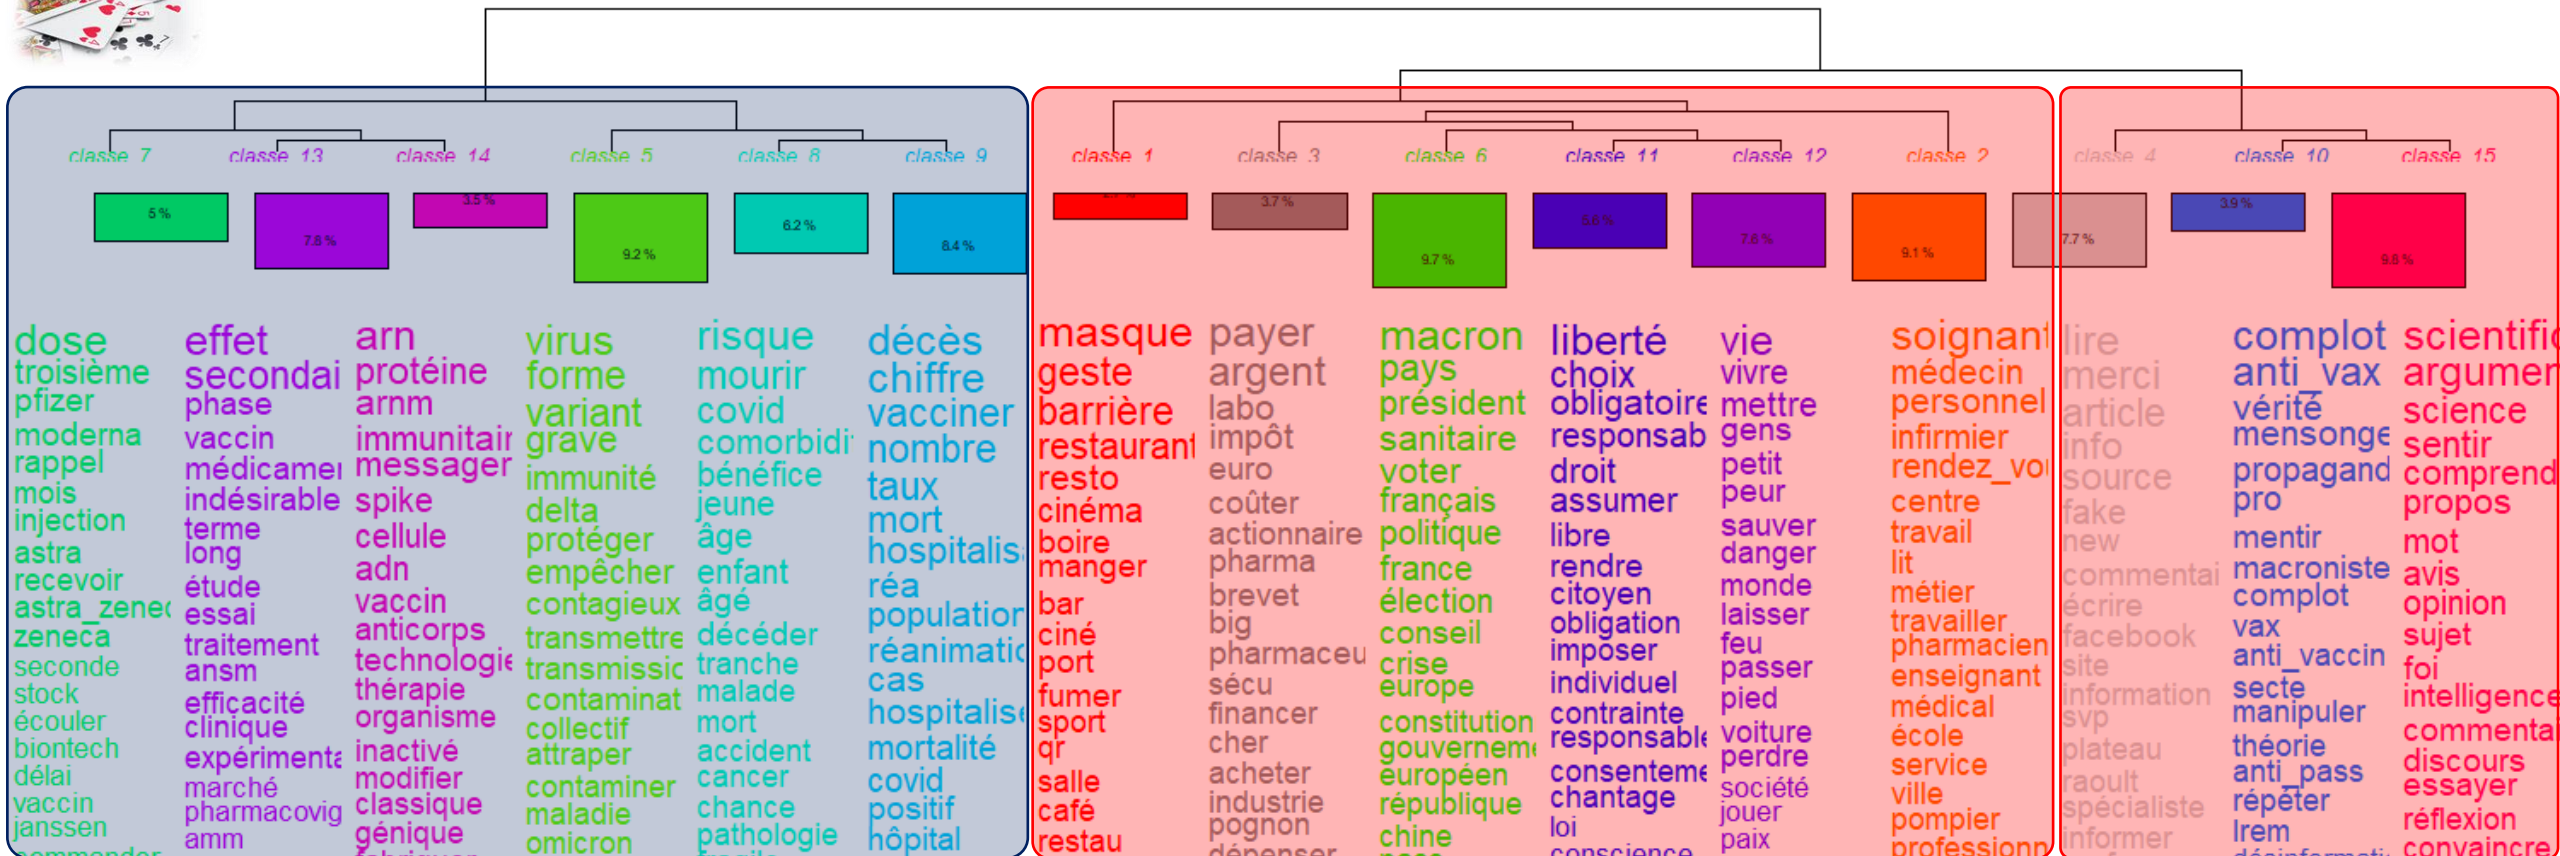 classe 7 classe 13 classe 14 classe 5 classe 8 classe 9 classe 1 classe 3 classe 6 classe 11 classe 12 classe 2 classe 4 classe 10 classe 15
5 % 7.6 % 3.5 % 9.2 % 6.2 % 8.4 % 3.7 % 9.7 % 5.6 % 7.6 % 9.1 % 7.7 % 3.9 % 9.8 %
dose
troisième
pfizer
moderna
rappel
mois
injection
astra
recevoir
astra_zenec
zeneca
seconde
stock
écouler
biontech
délai
vaccin
janssen
effet
secondai
phase
vaccin
médicamen
indésirable
terme
long
étude
essai
traitement
ansm
efficacité
clinique
expérimenta
marché
pharmacovig
amm
arn
protéine
arnm
immunitair
messager
spike
cellule
adn
vaccin
anticorps
technologie
thérapie
organisme
inactivé
modifier
classique
génique
virus
forme
variant
grave
immunité
delta
protéger
empêcher
contagieux
transmettre
transmissic
contaminat
collectif
attraper
contaminer
maladie
omicron
risque
mourir
covid
comorbidi
bénéfice
jeune
âge
enfant
âgé
décéder
tranche
malade
mort
accident
cancer
chance
pathologie
décès
chiffre
vacciner
nombre
taux
mort
hospitalisa
réa
population
réanimatic
cas
hospitalise
mortalité
covid
positif
hôpital
masque
geste
barrière
restaurant
resto
cinéma
boire
manger
bar
ciné
port
fumer
sport
qr
salle
café
restau
payer
argent
labo
impôt
euro
coûter
actionnaire
pharma
brevet
big
pharmaceu
sécu
financer
cher
acheter
industrie
pognon
dépenser
macron
pays
président
sanitaire
voter
français
politique
france
élection
conseil
crise
europe
constitution
gouverneme
européen
république
chine
liberté
choix
obligatoire
responsab
droit
assumer
libre
rendre
citoyen
obligation
imposer
individuel
contrainte
responsable
consenteme
chantage
loi
conscience
vie
vivre
mettre
gens
petit
peur
sauver
danger
monde
laisser
feu
passer
pied
voiture
perdre
société
jouer
paix
soignant
médecin
personnel
infirmier
rendez_vou
centre
travail
lit
métier
travailler
pharmacien
enseignant
médical
école
service
ville
pompier
professionn
lire
merci
article
info
source
fake
new
commentai
écrire
facebook
site
information
svp
plateau
raoult
spécialiste
informer
complot
anti_vax
vérité
mensonge
propagand
pro
mentir
macroniste
complot
vax
anti_vaccin
secte
manipuler
théorie
anti_pass
répéter
lrem
scientific
argumen
science
sentir
comprend
propos
mot
avis
opinion
sujet
foi
intelligence
commentai
discours
essayer
réflexion
convaincre